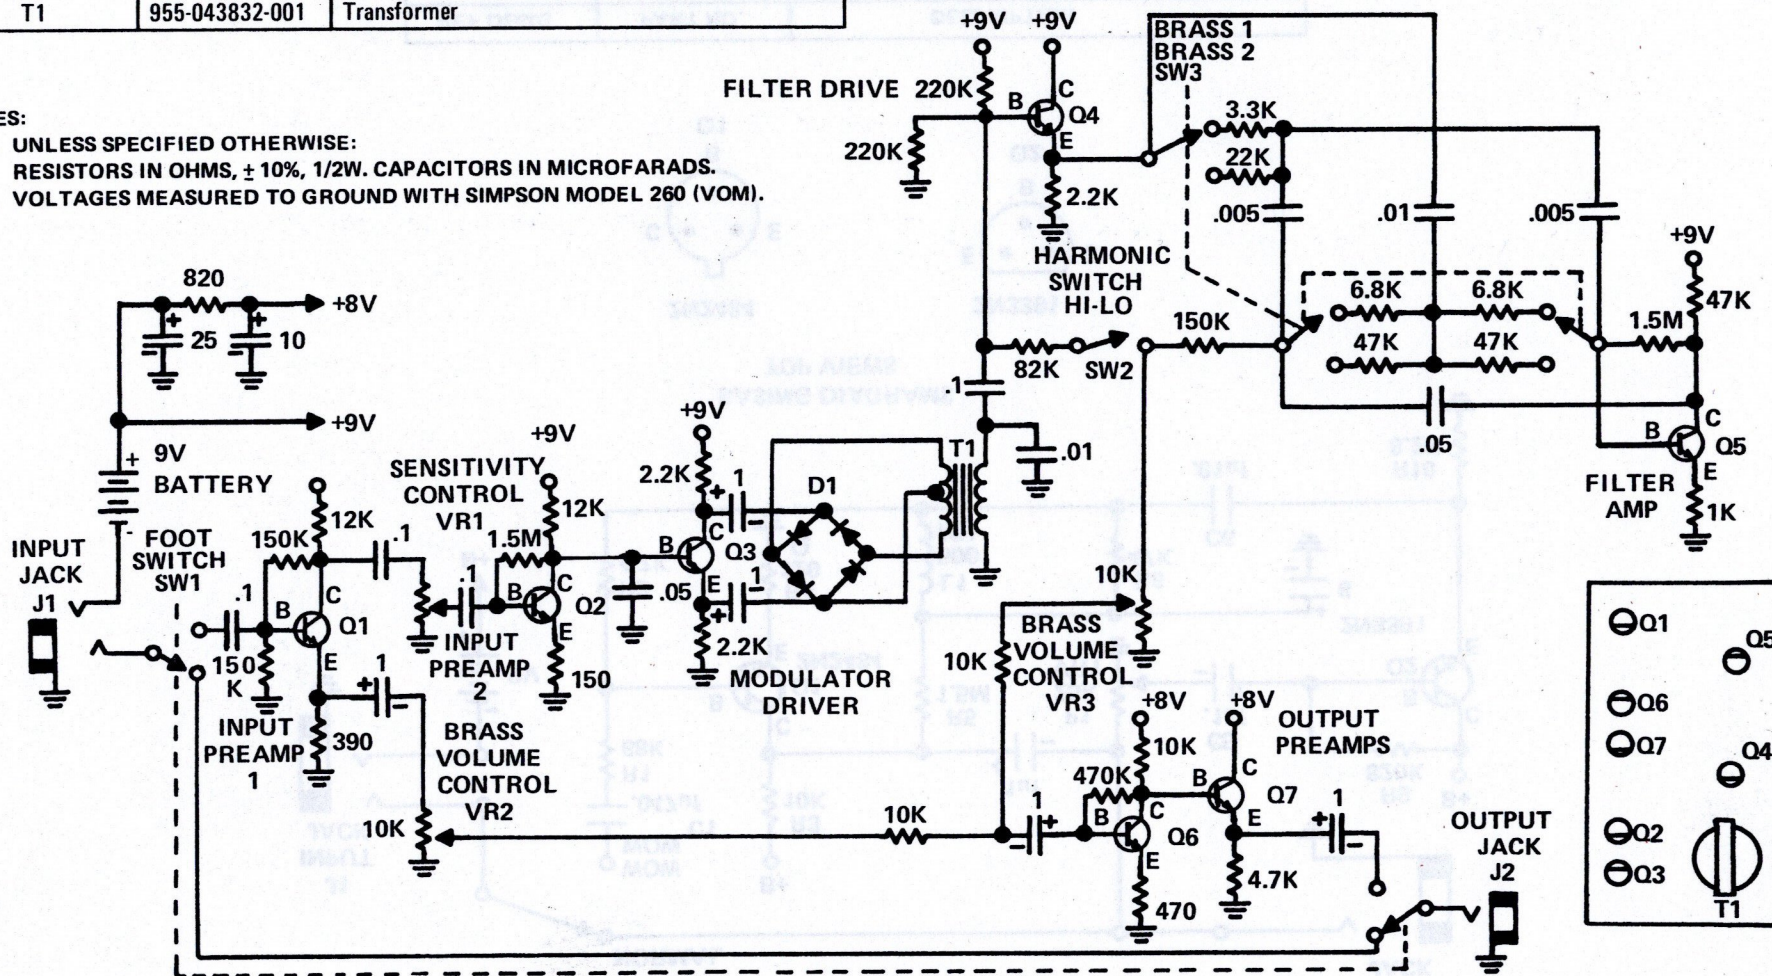 T1 955-043832-001 Transformer
ES:
UNLESS SPECIFIED OTHERWISE:
RESISTORS IN OHMS, ± 10%, 1/2W. CAPACITORS IN MICROFARADS.
VOLTAGES MEASURED TO GROUND WITH SIMPSON MODEL 260 (VOM).
+9V +9V
FILTER DRIVE 220K
B C Q4 E
220K
2.2K
BRASS 1
BRASS 2
SW3
3.3K
22K
.005 .01 .005
HARMONIC
SWITCH
HI-LO
82K SW2 150K
6.8K 6.8K
47K 47K
.05
+9V
47K
1.5M
B C Q5 E
FILTER
AMP
1K
820
+8V
+ 25 - + 10 -
+9V
+ 9V
BATTERY
-
INPUT
JACK
J1
FOOT
SWITCH
SW1
12K
150K
.1
.1
B C Q1 E
150
K
INPUT
PREAMP
1
390
+ 1 -
SENSITIVITY
CONTROL
VR1
+9V
12K
1.5M
.1
B C Q2 E
INPUT
PREAMP
2
150
.05
BRASS
VOLUME
CONTROL
VR2
10K
+9V
2.2K
+ 1 -
B C Q3 E
+ 1 -
2.2K
MODULATOR
DRIVER
D1
T1
.1
.01
10K
BRASS
VOLUME
CONTROL
VR3
10K
10K
+8V +8V
OUTPUT
PREAMPS
10K
470K
- 1 +
B C Q6 E
470
B C Q7 E
4.7K
+ 1 -
OUTPUT
JACK
J2
Q1
Q5
Q6
Q7
Q4
Q2
Q3
T1